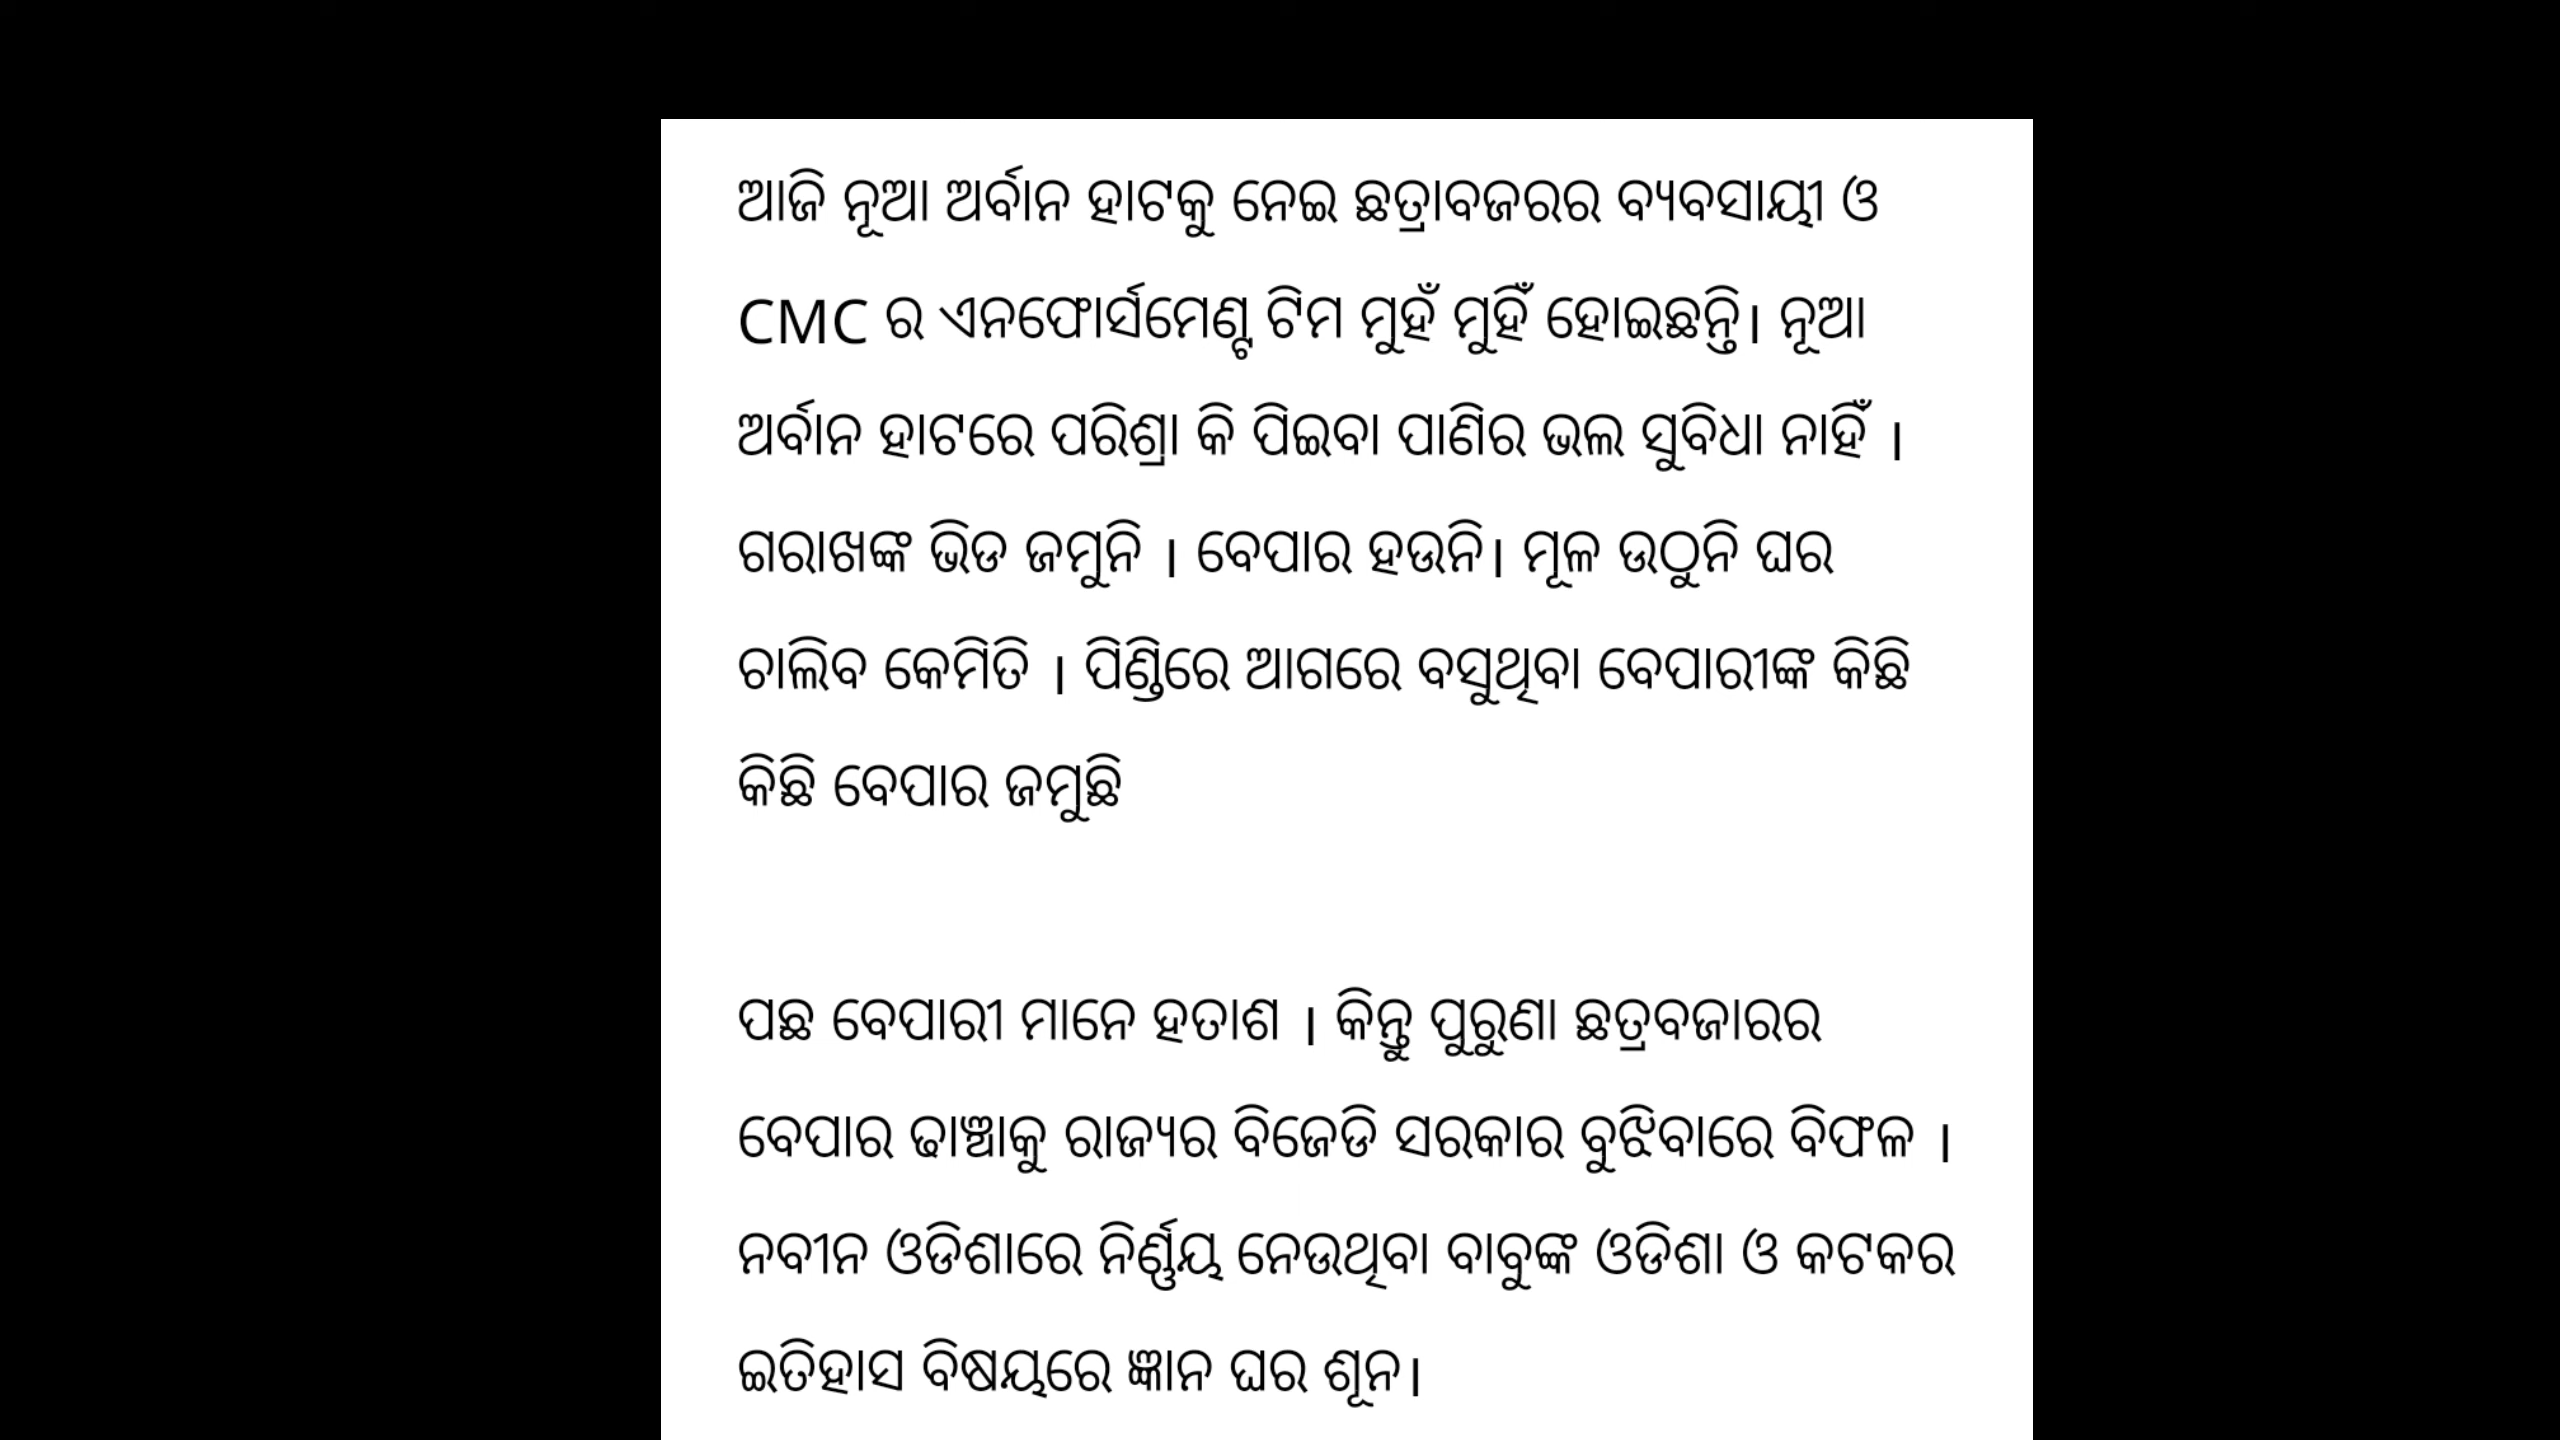 ଆଜି ନୂଆ ଅର୍ବାନ ହାଟକୁ ନେଇ ଛତ୍ରାବଜରର ବ୍ୟବସାୟୀ ଓ
CMC ର ଏନଫୋର୍ସମେଣ୍ଟ ଟିମ ମୁହଁ ମୁହିଁ ହୋଇଛନ୍ତି। ନୂଆ
ଅର୍ବାନ ହାଟରେ ପରିଶ୍ରା କି ପିଇବା ପାଣିର ଭଲ ସୁବିଧା ନାହିଁ ।
ଗରାଖଙ୍କ ଭିଡ ଜମୁନି । ବେପାର ହଉନି। ମୂଳ ଉଠୁନି ଘର
ଚାଲିବ କେମିତି । ପିଣ୍ଡିରେ ଆଗରେ ବସୁଥିବା ବେପାରୀଙ୍କ କିଛି
କିଛି ବେପାର ଜମୁଛି
ପଛ ବେପାରୀ ମାନେ ହତାଶ । କିନ୍ତୁ ପୁରୁଣା ଛତ୍ରବଜାରର
ବେପାର ଢାଞ୍ଚାକୁ ରାଜ୍ୟର ବିଜେଡି ସରକାର ବୁଝିବାରେ ବିଫଳ ।
ନବୀନ ଓଡିଶାରେ ନିର୍ଣ୍ଣୟ ନେଉଥିବା ବାବୁଙ୍କ ଓଡିଶା ଓ କଟକର
ଇତିହାସ ବିଷୟରେ ଜ୍ଞାନ ଘର ଶୂନ।